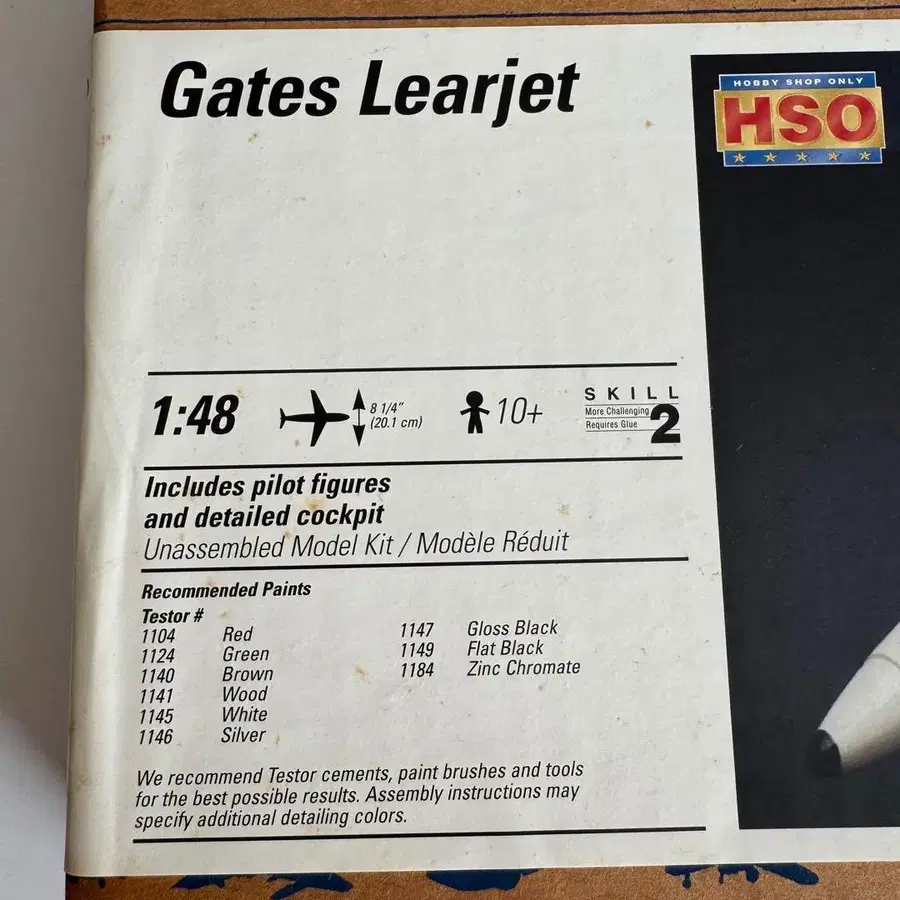 Gates Learjet
HOBBY SHOP ONLY
HSO
1:48
8 1/4"
(20.1 cm)
10+
SKILL
More Challenging
Requires Glue
2
Includes pilot figures
and detailed cockpit
Unassembled Model Kit / Modèle Réduit
Recommended Paints
Testor #
1104 Red
1124 Green
1140 Brown
1141 Wood
1145 White
1146 Silver
1147 Gloss Black
1149 Flat Black
1184 Zinc Chromate
We recommend Testor cements, paint brushes and tools
for the best possible results. Assembly instructions may
specify additional detailing colors.